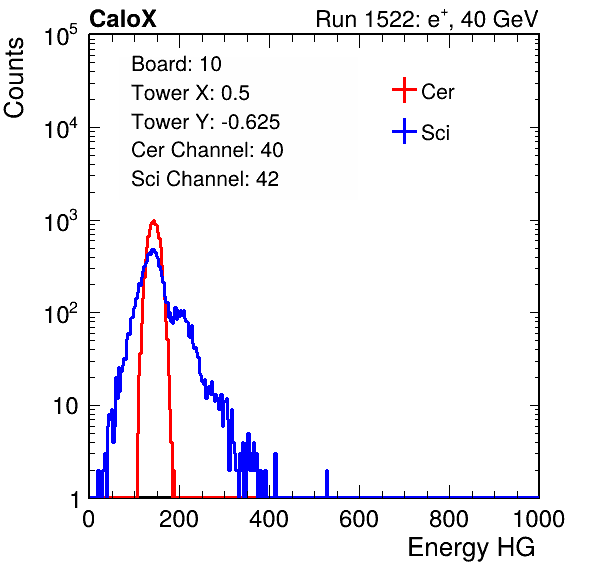 CaloX Run 1522: e⁺, 40 GeV
Counts
Board: 10
Tower X: 0.5
Tower Y: -0.625
Cer Channel: 40
Sci Channel: 42
Cer
Sci
10⁵
10⁴
10³
10²
10
1
0 200 400 600 800 1000
Energy HG